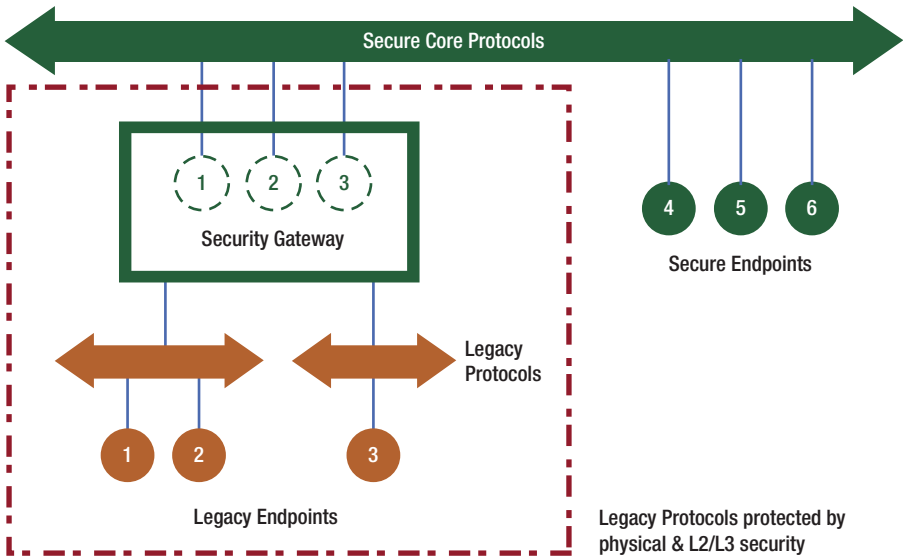 Secure Core Protocols
1 2 3
Security Gateway
4 5 6
Secure Endpoints
Legacy
Protocols
1 2 3
Legacy Endpoints
Legacy Protocols protected by
physical & L2/L3 security